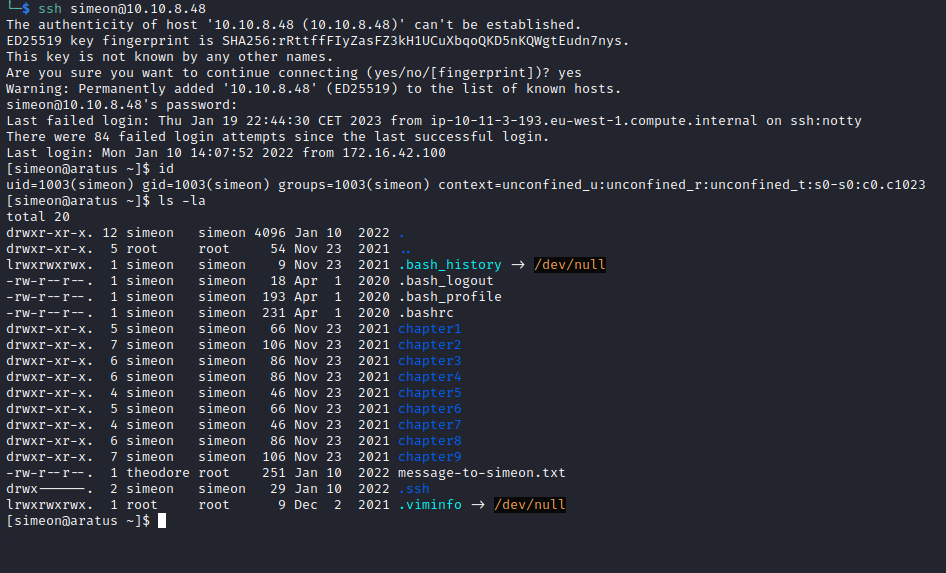 └─$ ssh simeon@10.10.8.48
The authenticity of host '10.10.8.48 (10.10.8.48)' can't be established.
ED25519 key fingerprint is SHA256:rRttffFIyZasFZ3kH1UCuXbqoQKD5nKQWgtEudn7nys.
This key is not known by any other names.
Are you sure you want to continue connecting (yes/no/[fingerprint])? yes
Warning: Permanently added '10.10.8.48' (ED25519) to the list of known hosts.
simeon@10.10.8.48's password:
Last failed login: Thu Jan 19 22:44:30 CET 2023 from ip-10-11-3-193.eu-west-1.compute.internal on ssh:notty
There were 84 failed login attempts since the last successful login.
Last login: Mon Jan 10 14:07:52 2022 from 172.16.42.100
[simeon@aratus ~]$ id
uid=1003(simeon) gid=1003(simeon) groups=1003(simeon) context=unconfined_u:unconfined_r:unconfined_t:s0-s0:c0.c1023
[simeon@aratus ~]$ ls -la
total 20
drwxr-xr-x. 12 simeon   simeon 4096 Jan 10  2022 .
drwxr-xr-x.  5 root     root     54 Nov 23  2021 ..
lrwxrwxrwx.  1 simeon   simeon    9 Nov 23  2021 .bash_history -> /dev/null
-rw-r--r--.  1 simeon   simeon   18 Apr  1  2020 .bash_logout
-rw-r--r--.  1 simeon   simeon  193 Apr  1  2020 .bash_profile
-rw-r--r--.  1 simeon   simeon  231 Apr  1  2020 .bashrc
drwxr-xr-x.  5 simeon   simeon   66 Nov 23  2021 chapter1
drwxr-xr-x.  7 simeon   simeon  106 Nov 23  2021 chapter2
drwxr-xr-x.  6 simeon   simeon   86 Nov 23  2021 chapter3
drwxr-xr-x.  6 simeon   simeon   86 Nov 23  2021 chapter4
drwxr-xr-x.  4 simeon   simeon   46 Nov 23  2021 chapter5
drwxr-xr-x.  5 simeon   simeon   66 Nov 23  2021 chapter6
drwxr-xr-x.  4 simeon   simeon   46 Nov 23  2021 chapter7
drwxr-xr-x.  6 simeon   simeon   86 Nov 23  2021 chapter8
drwxr-xr-x.  7 simeon   simeon  106 Nov 23  2021 chapter9
-rw-r--r--.  1 theodore root    251 Jan 10  2022 message-to-simeon.txt
drwx------.  2 simeon   simeon   29 Jan 10  2022 .ssh
lrwxrwxrwx.  1 root     root      9 Dec  2  2021 .viminfo -> /dev/null
[simeon@aratus ~]$